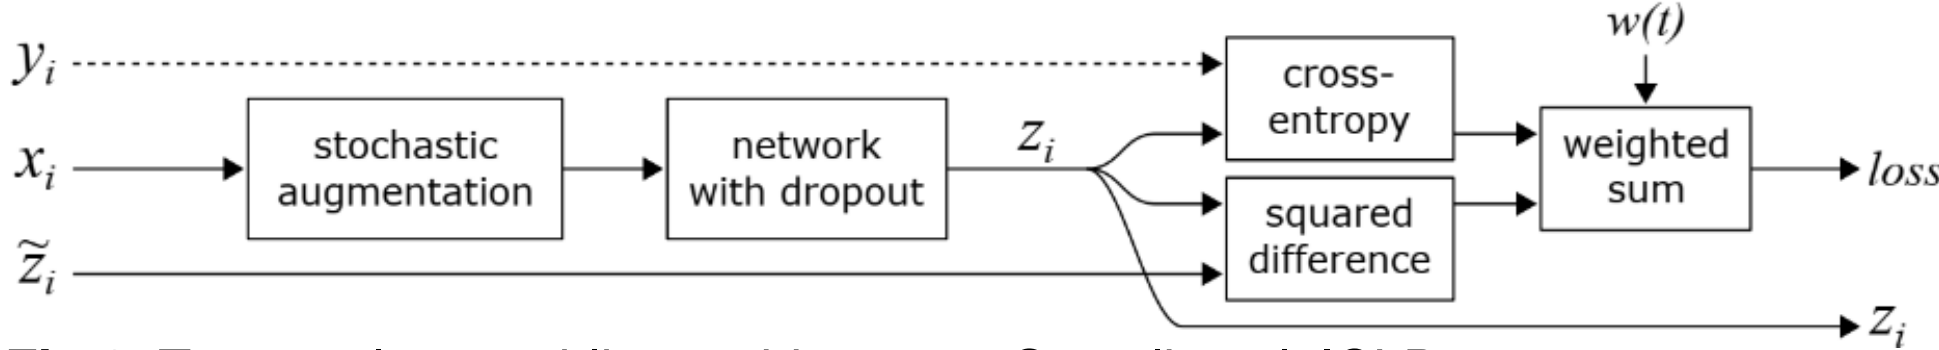 w(t)
y_i
cross-
entropy
stochastic
augmentation
network
with dropout
z_i
x_i
weighted
sum
loss
squared
difference
z̃_i
z_i